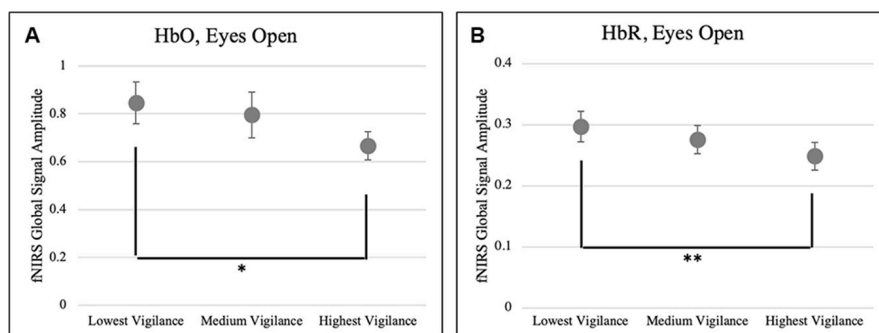 A
HbO, Eyes Open
fNIRS Global Signal Amplitude
1
0.8
0.6
0.4
0.2
0
*
Lowest Vigilance
Medium Vigilance
Highest Vigilance
B
HbR, Eyes Open
fNIRS Global Signal Amplitude
0.4
0.3
0.2
0.1
0
**
Lowest Vigilance
Medium Vigilance
Highest Vigilance